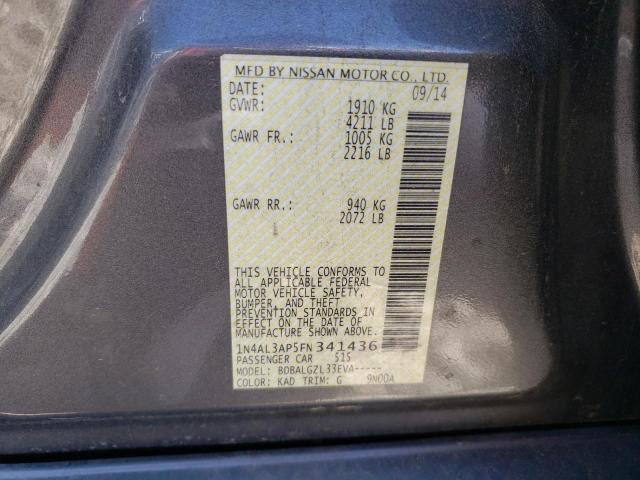 MFD BY NISSAN MOTOR CO., LTD.
DATE: 09/14
GVWR: 1910 KG
4211 LB
GAWR FR.: 1005 KG
2216 LB
GAWR RR.: 940 KG
2072 LB
THIS VEHICLE CONFORMS TO
ALL APPLICABLE FEDERAL
MOTOR VEHICLE SAFETY,
BUMPER, AND THEFT
PREVENTION STANDARDS IN
EFFECT ON THE DATE OF
MANUFACTURE SHOWN ABOVE.
1N4AL3AP5FN341436
PASSENGER CAR 515
MODEL: BDBALGZL33EVA-----
COLOR: KAD TRIM: G 9N00A